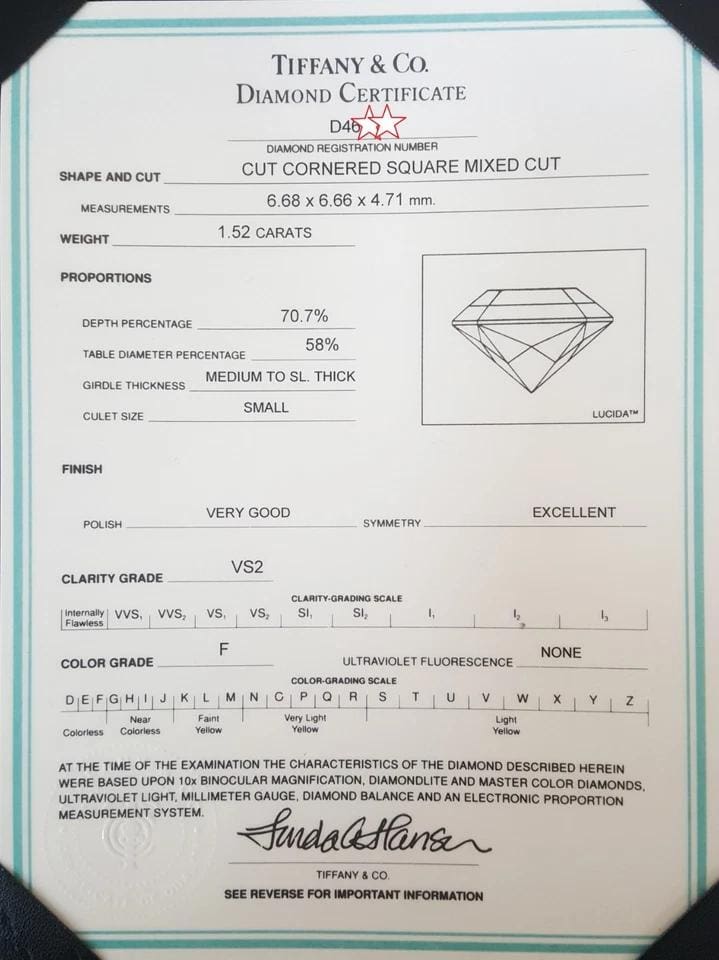 TIFFANY & CO.
DIAMOND CERTIFICATE
D46
DIAMOND REGISTRATION NUMBER
SHAPE AND CUT CUT CORNERED SQUARE MIXED CUT
MEASUREMENTS 6.68 x 6.66 x 4.71 mm.
WEIGHT 1.52 CARATS
PROPORTIONS
DEPTH PERCENTAGE 70.7%
TABLE DIAMETER PERCENTAGE 58%
GIRDLE THICKNESS MEDIUM TO SL. THICK
CULET SIZE SMALL
LUCIDA™
FINISH
POLISH VERY GOOD SYMMETRY EXCELLENT
CLARITY GRADE VS2
CLARITY-GRADING SCALE
Internally Flawless VVS₁ VVS₂ VS₁ VS₂ SI₁ SI₂ I₁ I₂ I₃
COLOR GRADE F ULTRAVIOLET FLUORESCENCE NONE
COLOR-GRADING SCALE
D E F G H I J K L M N O P Q R S T U V W X Y Z
Colorless Near Colorless Faint Yellow Very Light Yellow Light Yellow
AT THE TIME OF THE EXAMINATION THE CHARACTERISTICS OF THE DIAMOND DESCRIBED HEREIN
WERE BASED UPON 10x BINOCULAR MAGNIFICATION, DIAMONDLITE AND MASTER COLOR DIAMONDS,
ULTRAVIOLET LIGHT, MILLIMETER GAUGE, DIAMOND BALANCE AND AN ELECTRONIC PROPORTION
MEASUREMENT SYSTEM.
TIFFANY & CO.
SEE REVERSE FOR IMPORTANT INFORMATION